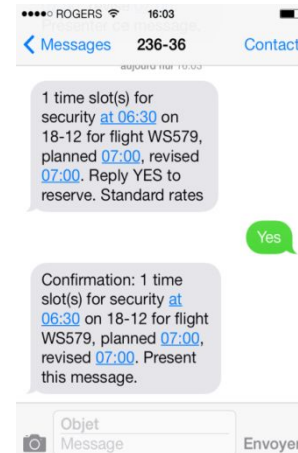 ROGERS 16:03
Messages 236-36 Contact
aujourd'hui 16:03
1 time slot(s) for
security at 06:30 on
18-12 for flight WS579,
planned 07:00, revised
07:00. Reply YES to
reserve. Standard rates
Yes
Confirmation: 1 time
slot(s) for security at
06:30 on 18-12 for flight
WS579, planned 07:00,
revised 07:00. Present
this message.
Objet
Message Envoyer